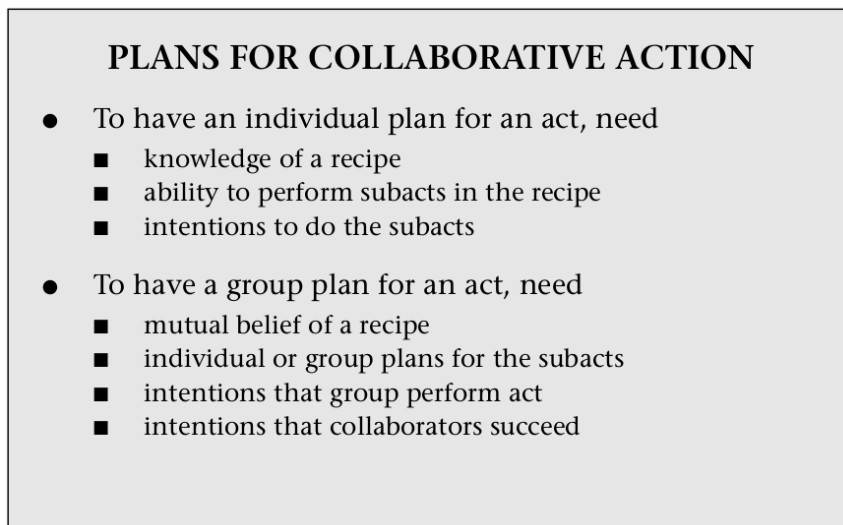 PLANS FOR COLLABORATIVE ACTION
● To have an individual plan for an act, need
■ knowledge of a recipe
■ ability to perform subacts in the recipe
■ intentions to do the subacts
● To have a group plan for an act, need
■ mutual belief of a recipe
■ individual or group plans for the subacts
■ intentions that group perform act
■ intentions that collaborators succeed